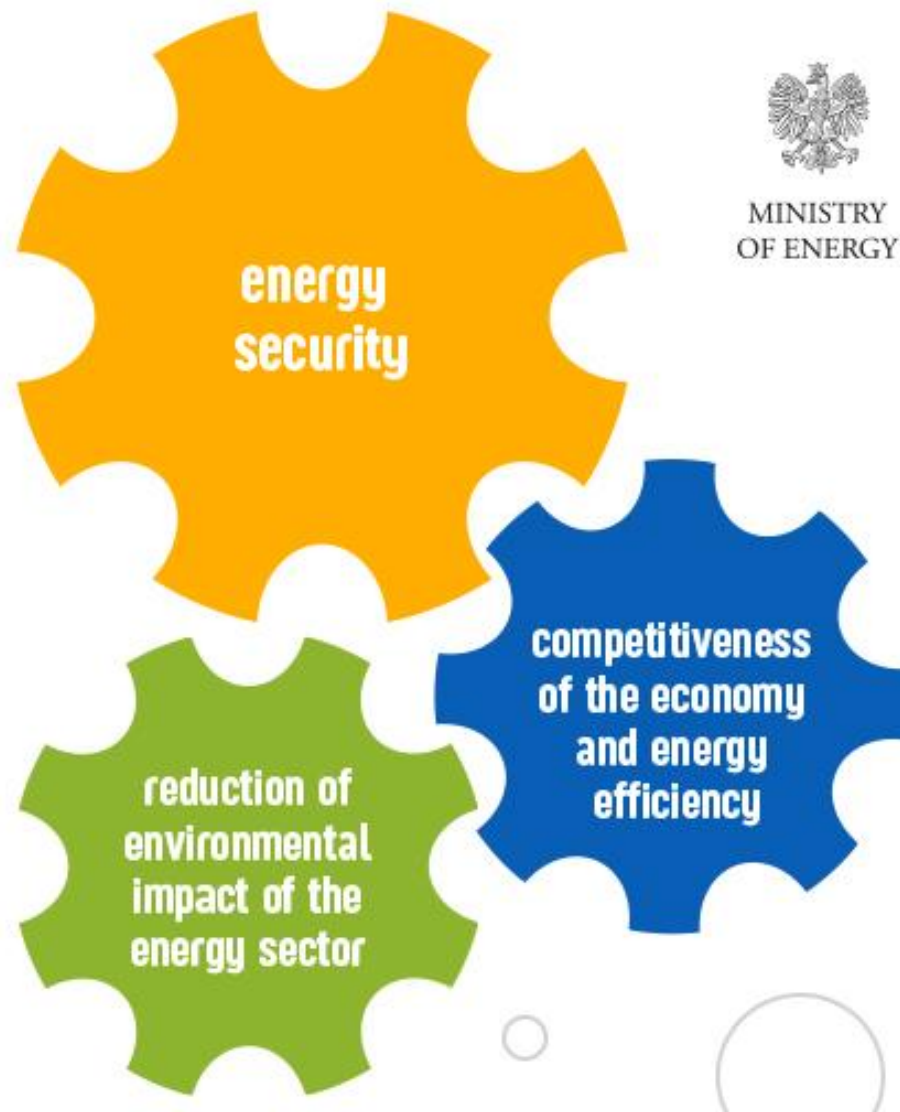 energy
security
MINISTRY
OF ENERGY
competitiveness
of the economy
and energy
efficiency
reduction of
environmental
impact of the
energy sector